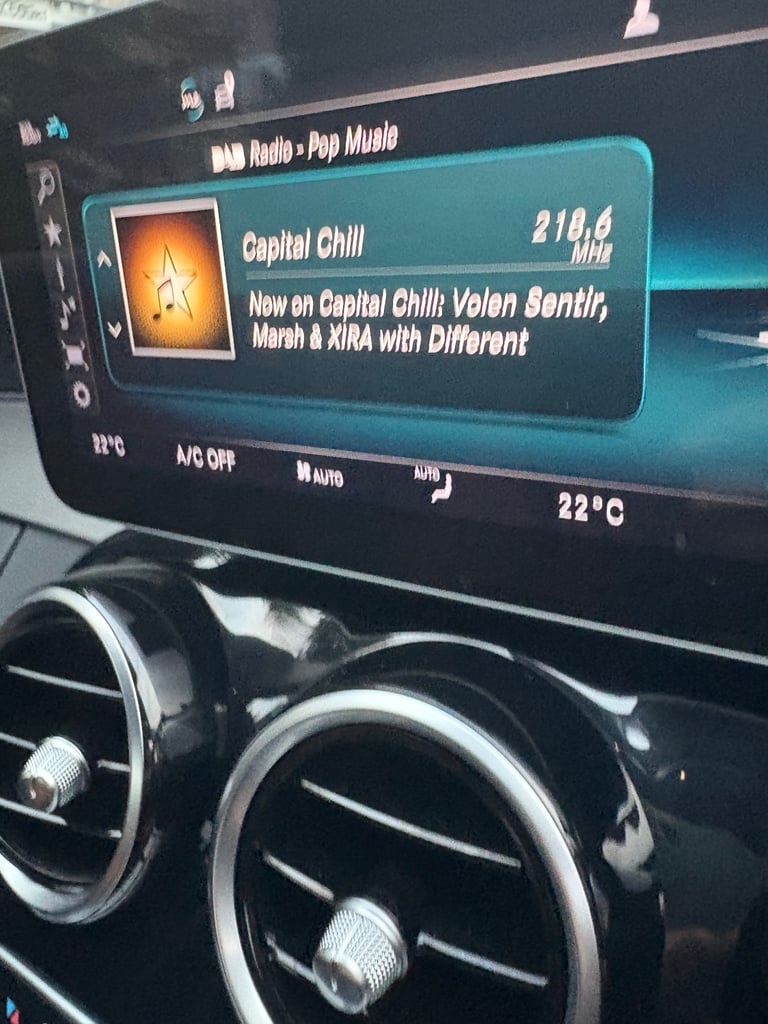 DAB Radio - Pop Music
Capital Chill
218.6
MHz
Now on Capital Chill: Volen Sentir,
Marsh & XIRA with Different
22°C
A/C OFF
AUTO
AUTO
22°C